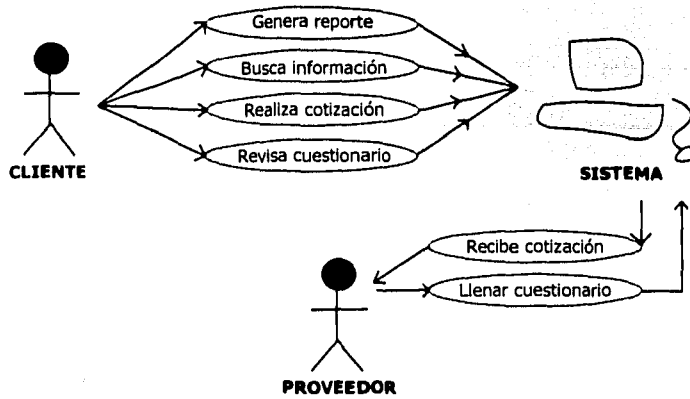 Genera reporte
Busca información
Realiza cotización
Revisa cuestionario
CLIENTE
SISTEMA
Recibe cotización
Llenar cuestionario
PROVEEDOR